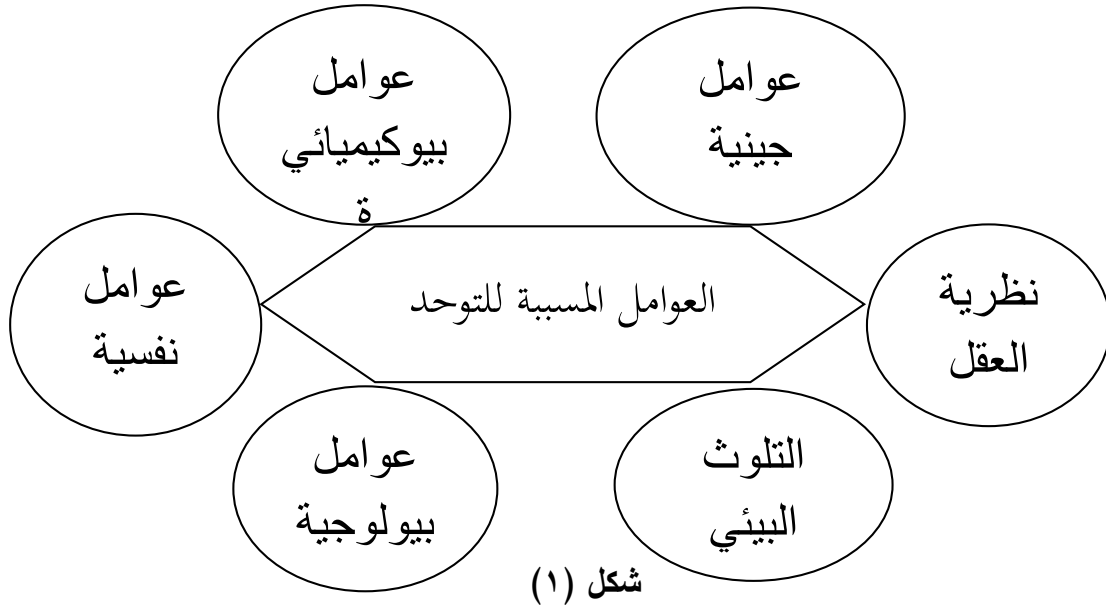 عوامل
جينية
عوامل
بيوكيميائي
ة
نظرية
العقل
العوامل المسببة للتوحد
عوامل
نفسية
التلوث
البيئي
عوامل
بيولوجية
شكل (١)